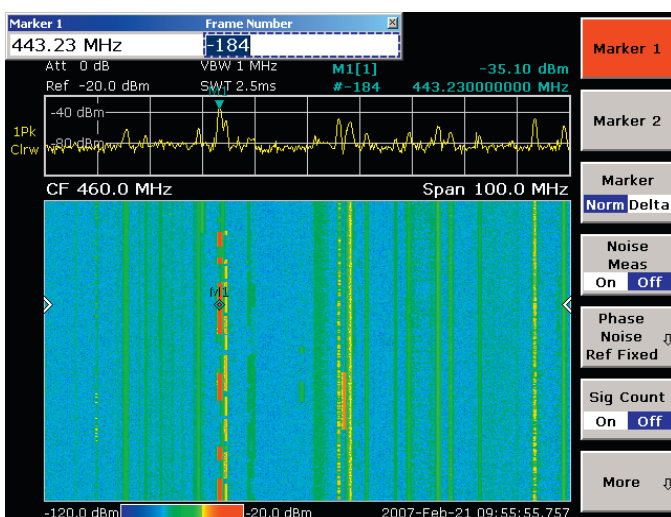 Marker 1 Frame Number
443.23 MHz -184
Att 0 dB VBW 1 MHz M1[1] -35.10 dBm
Ref -20.0 dBm SWT 2.5ms #-184 443.230000000 MHz
M1
-40 dBm
1Pk
Clrw -80 dBm
CF 460.0 MHz Span 100.0 MHz
M1
-120.0 dBm -20.0 dBm 2007-Feb-21 09:55:55.757
Marker 1
Marker 2
Marker
Norm Delta
Noise
Meas
On Off
Phase
Noise
Ref Fixed
Sig Count
On Off
More